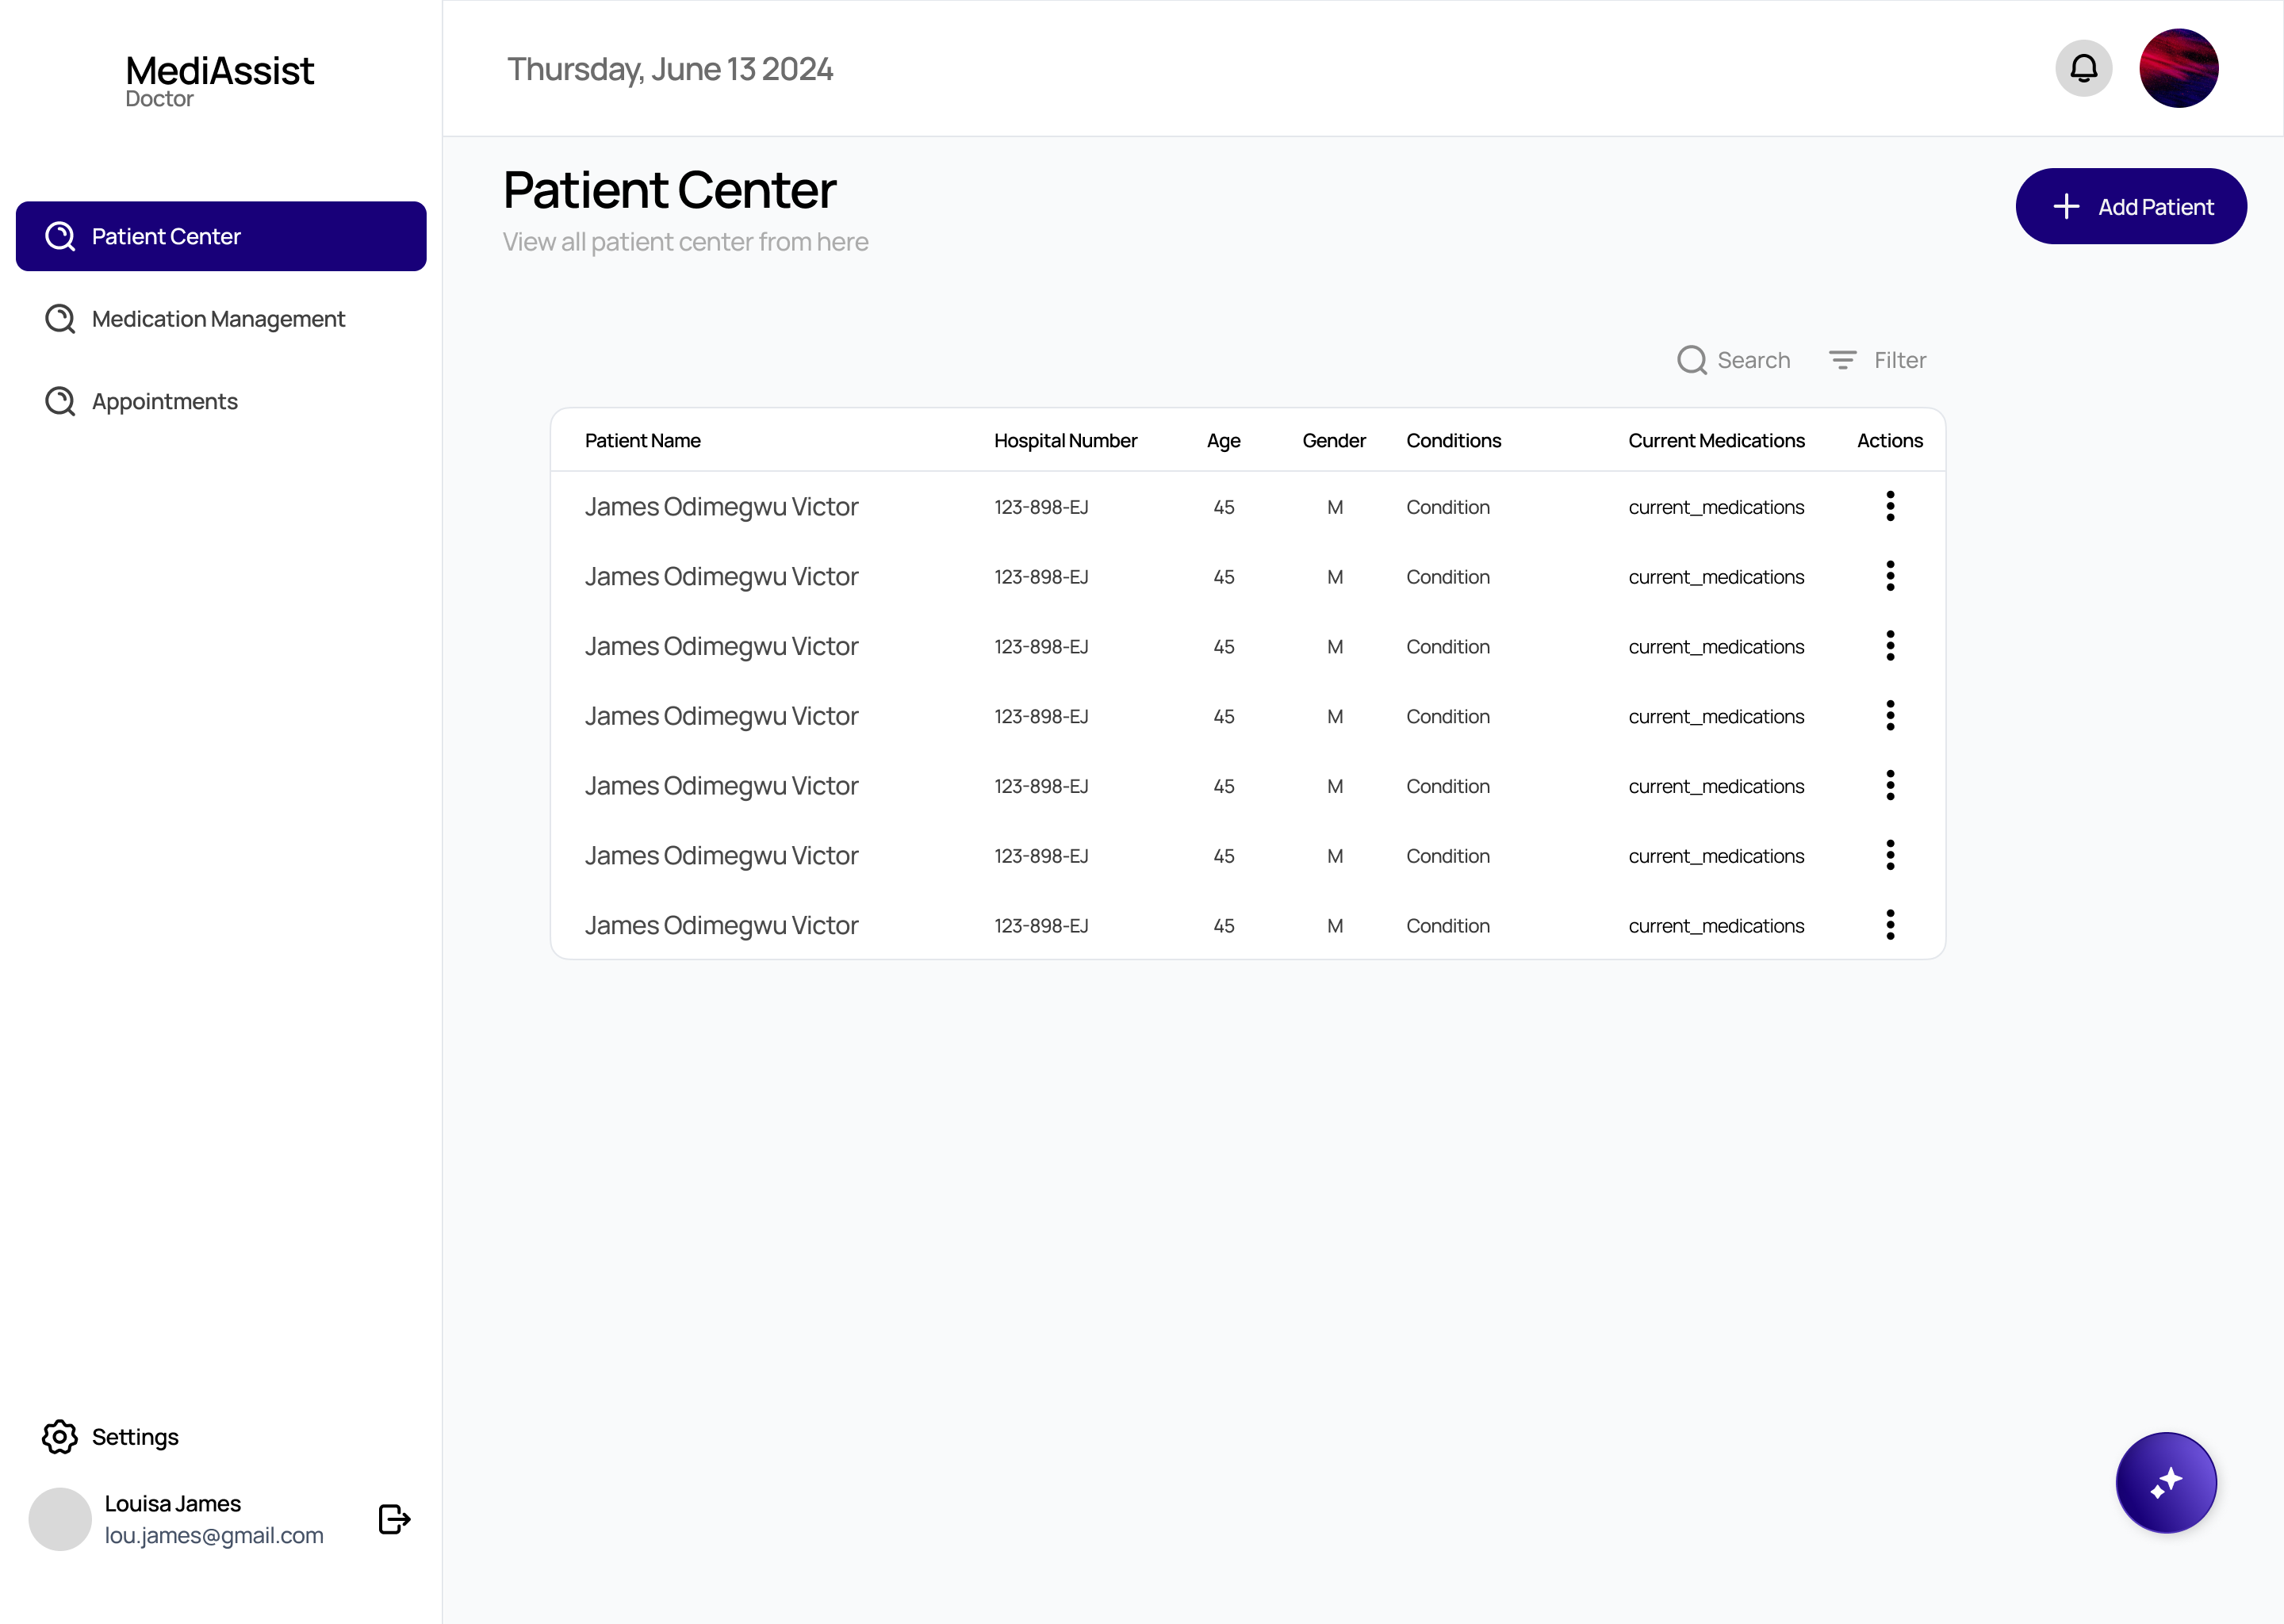 MediAssist
Doctor
Patient Center
Medication Management
Appointments
Settings
Louisa James
lou.james@gmail.com
Thursday, June 13 2024
Patient Center
View all patient center from here
Add Patient
Search Filter
Patient Name Hospital Number Age Gender Conditions Current Medications Actions
James Odimegwu Victor 123-898-EJ 45 M Condition current_medications
James Odimegwu Victor 123-898-EJ 45 M Condition current_medications
James Odimegwu Victor 123-898-EJ 45 M Condition current_medications
James Odimegwu Victor 123-898-EJ 45 M Condition current_medications
James Odimegwu Victor 123-898-EJ 45 M Condition current_medications
James Odimegwu Victor 123-898-EJ 45 M Condition current_medications
James Odimegwu Victor 123-898-EJ 45 M Condition current_medications